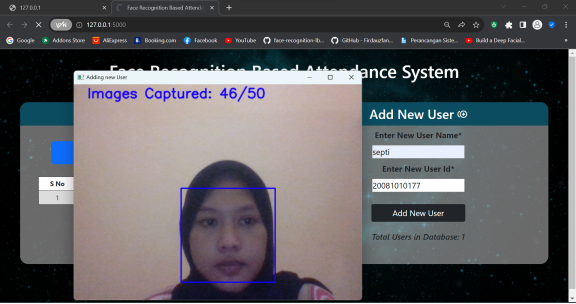 127.0.0.1
Face Recognition Based Attendan
127.0.0.1:5000
Google
Addons Store
AliExpress
Booking.com
Facebook
YouTube
face-recognition-lb...
GitHub - Firdauzfan...
Perancangan Siste...
Build a Deep Facial...
Face Recognition Based Attendance System
Adding new User
Images Captured: 46/50
Add New User
Enter New User Name*
septi
Enter New User Id*
20081010177
Add New User
Total Users in Database: 1
S No
1